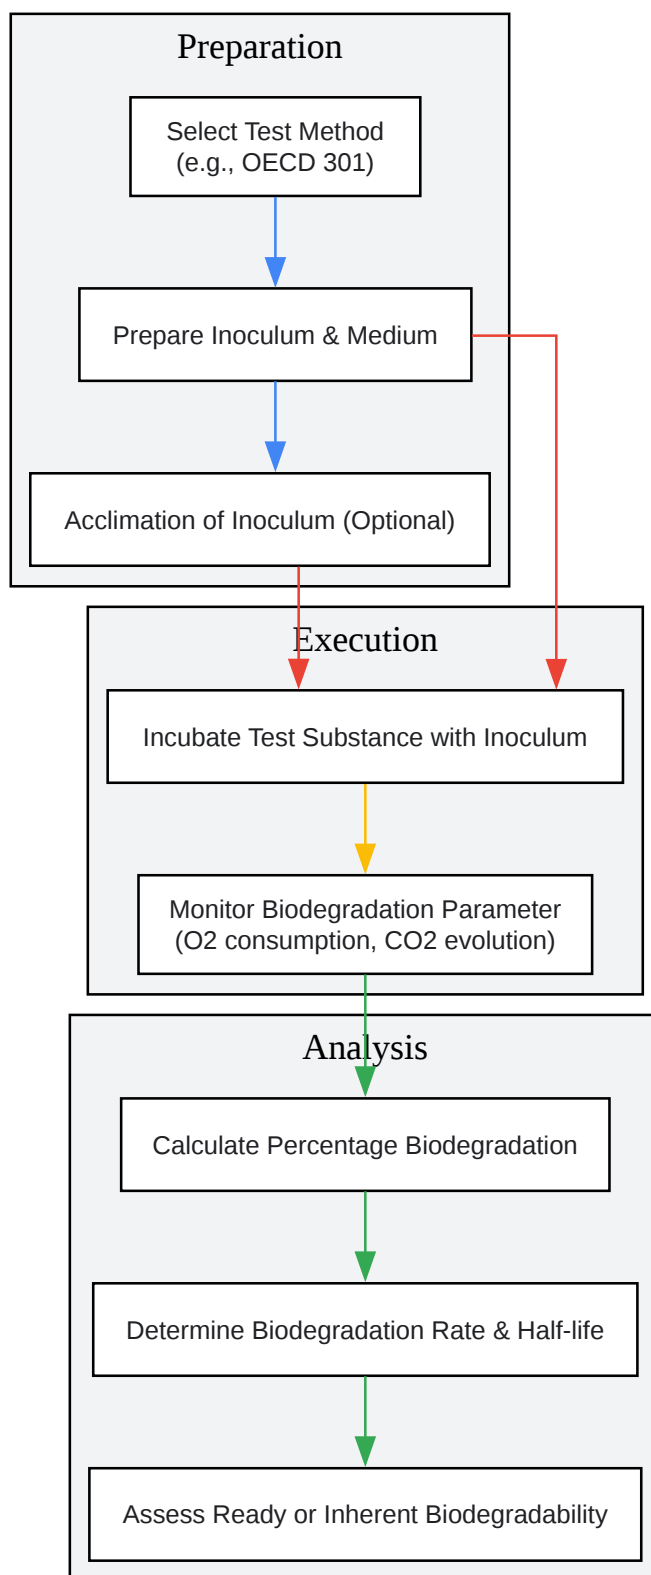 Preparation
Select Test Method
(e.g., OECD 301)
Prepare Inoculum & Medium
Acclimation of Inoculum (Optional)
Execution
Incubate Test Substance with Inoculum
Monitor Biodegradation Parameter
(O2 consumption, CO2 evolution)
Analysis
Calculate Percentage Biodegradation
Determine Biodegradation Rate & Half-life
Assess Ready or Inherent Biodegradability